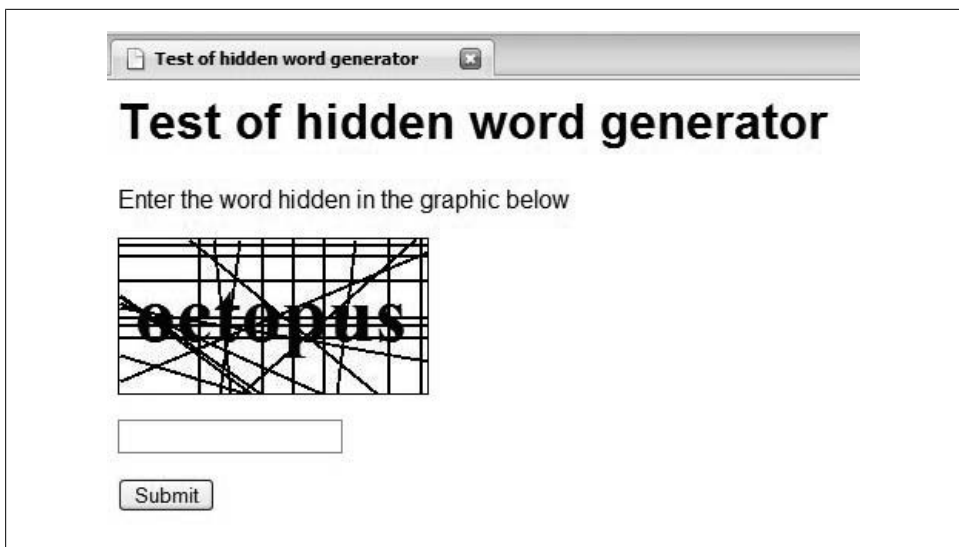 Test of hidden word generator
Test of hidden word generator
Enter the word hidden in the graphic below
octopus
Submit